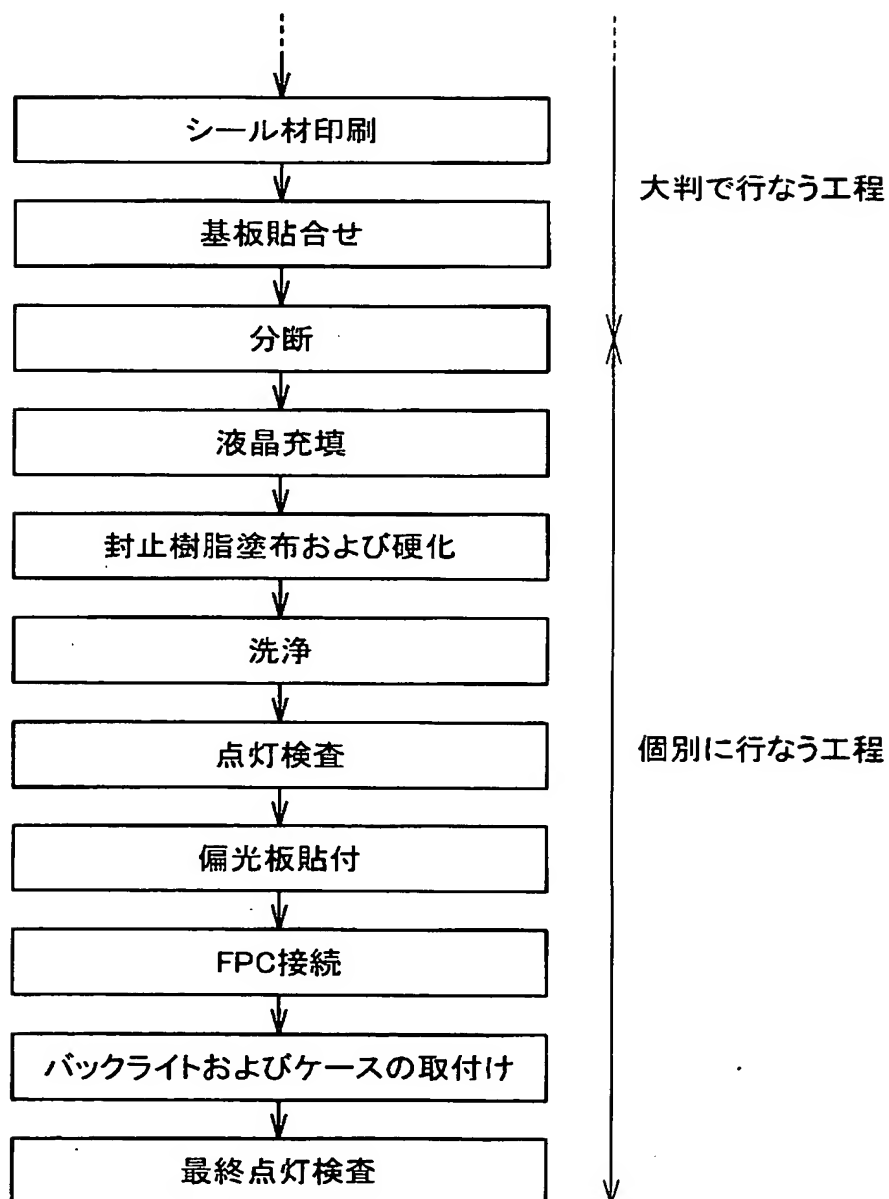 シール材印刷
大判で行なう工程
基板貼合せ
分断
液晶充填
封止樹脂塗布および硬化
洗浄
点灯検査
個別に行なう工程
偏光板貼付
FPC接続
バックライトおよびケースの取付け
最終点灯検査